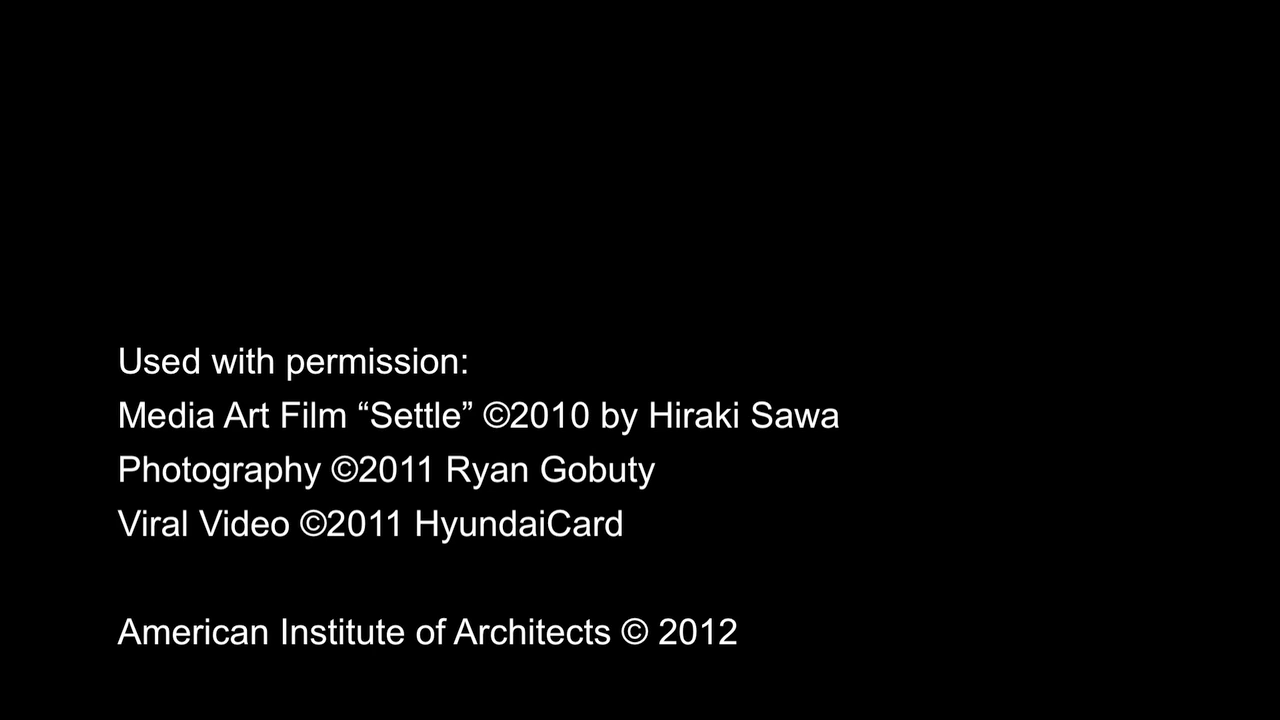 Used with permission:
Media Art Film “Settle” ©2010 by Hiraki Sawa
Photography ©2011 Ryan Gobuty
Viral Video ©2011 HyundaiCard
American Institute of Architects © 2012